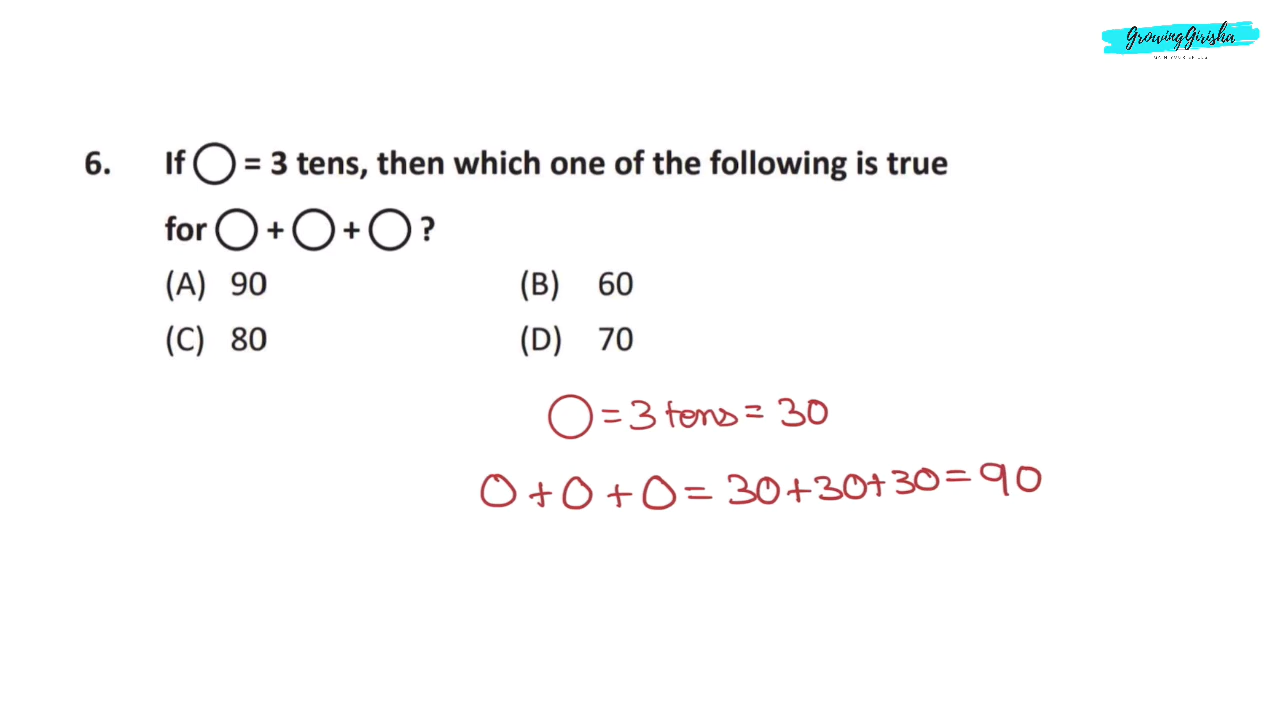 GrowingGirisha
6. If ◯ = 3 tens, then which one of the following is true
for ◯ + ◯ + ◯ ?
(A) 90 (B) 60
(C) 80 (D) 70
◯ = 3 tens = 30
◯ + ◯ + ◯ = 30 + 30 + 30 = 90